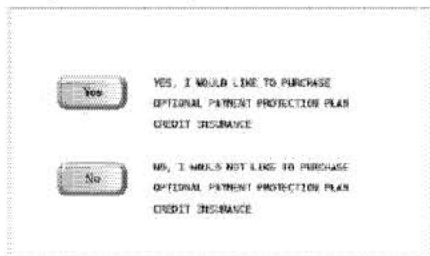 Yes
YES, I WOULD LIKE TO PURCHASE
OPTIONAL PAYMENT PROTECTION PLAN
CREDIT INSURANCE
No
NO, I WOULD NOT LIKE TO PURCHASE
OPTIONAL PAYMENT PROTECTION PLAN
CREDIT INSURANCE